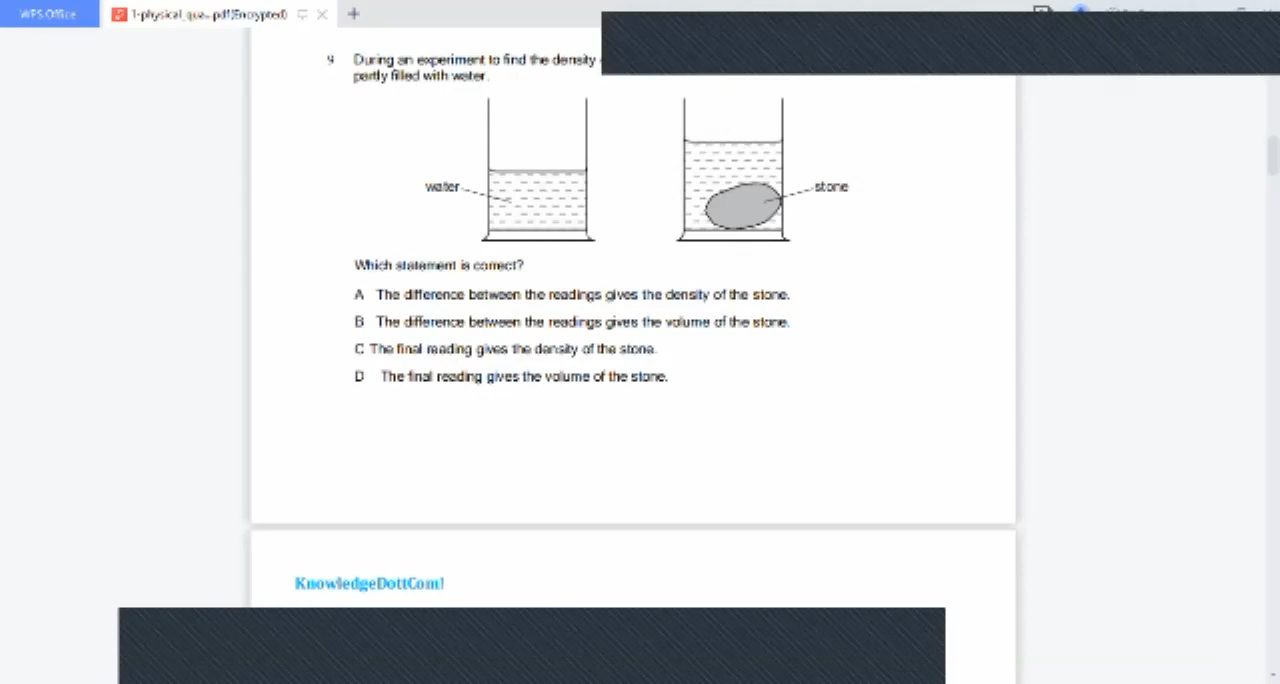 WPS Office
1-physical_qua...pdf(Encrypted)
9 During an experiment to find the density
partly filled with water.
water
stone
Which statement is correct?
A The difference between the readings gives the density of the stone.
B The difference between the readings gives the volume of the stone.
C The final reading gives the density of the stone.
D The final reading gives the volume of the stone.
KnowledgeDottCom!